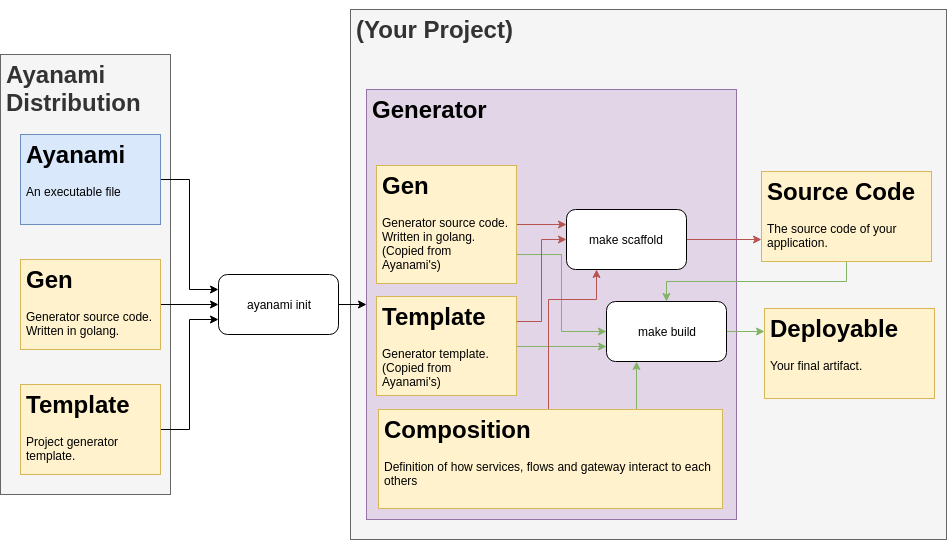 Ayanami
Distribution
Ayanami
An executable file
Gen
Generator source code.
Written in golang.
Template
Project generator
template.
ayanami init
(Your Project)
Generator
Gen
Generator source code.
Written in golang.
(Copied from
Ayanami's)
Template
Generator template.
(Copied from
Ayanami's)
make scaffold
make build
Composition
Definition of how services, flows and gateway interact to each
others
Source Code
The source code of your
application.
Deployable
Your final artifact.